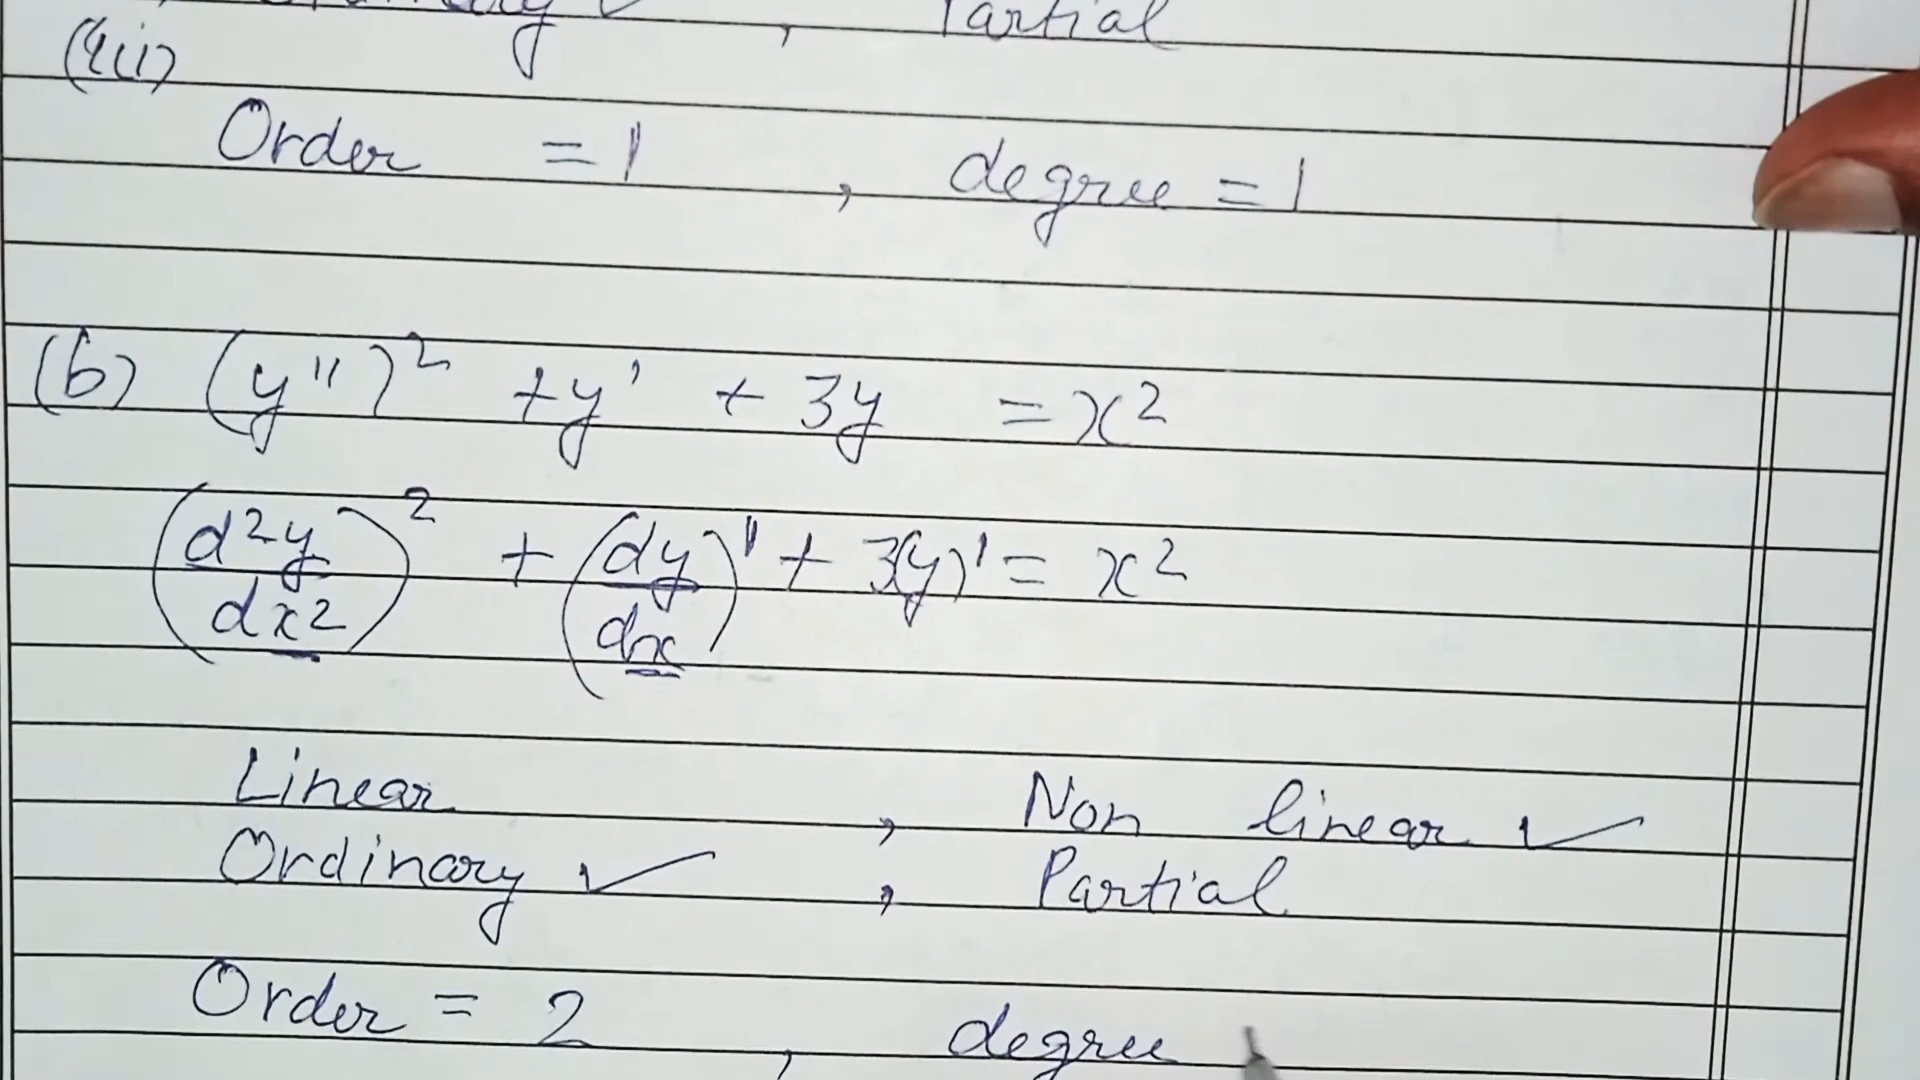 , Partial
(iii)
Order = 1 , degree = 1
(b) (y'')² + y' + 3y = x²
(d²y/dx²)² + (dy/dx)¹ + 3(y)¹ = x²
Linear , Non linear ✓
Ordinary ✓ , Partial
Order = 2 , degree